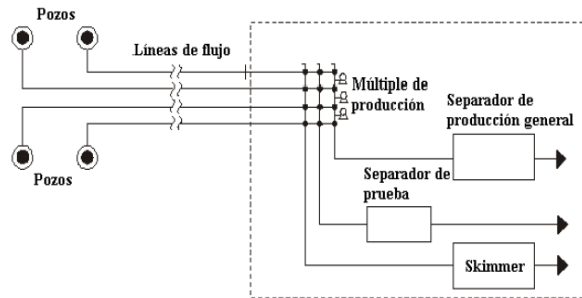 Pozos
Líneas de flujo
Múltiple de
producción
Separador de
producción general
Separador de
prueba
Pozos
Skimmer